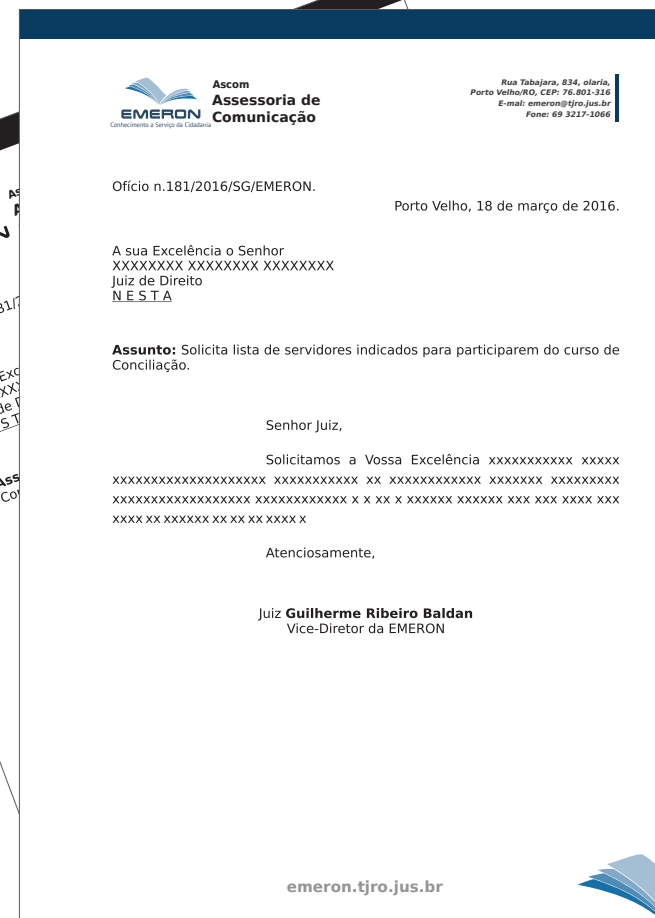 Ascom
Assessoria de
Comunicação
EMERON
Conhecimento a Serviço da Cidadania
Rua Tabajara, 834, olaria,
Porto Velho/RO, CEP: 76.801-316
E-mal: emeron@tjro.jus.br
Fone: 69 3217-1066
Ofício n.181/2016/SG/EMERON.
Porto Velho, 18 de março de 2016.
A sua Excelência o Senhor
XXXXXXXX XXXXXXXX XXXXXXXX
Juiz de Direito
N E S T A
Assunto: Solicita lista de servidores indicados para participarem do curso de
Conciliação.
Senhor Juiz,
Solicitamos a Vossa Excelência xxxxxxxxxxx xxxxx
xxxxxxxxxxxxxxxxxxxx xxxxxxxxxxx xx xxxxxxxxxxxx xxxxxxx xxxxxxxxx
xxxxxxxxxxxxxxxxxx xxxxxxxxxxxx x x xx x xxxxxx xxxxxx xxx xxx xxxx xxx
xxxx xx xxxxxx xx xx xx xxxx x
Atenciosamente,
Juiz Guilherme Ribeiro Baldan
Vice-Diretor da EMERON
emeron.tjro.jus.br